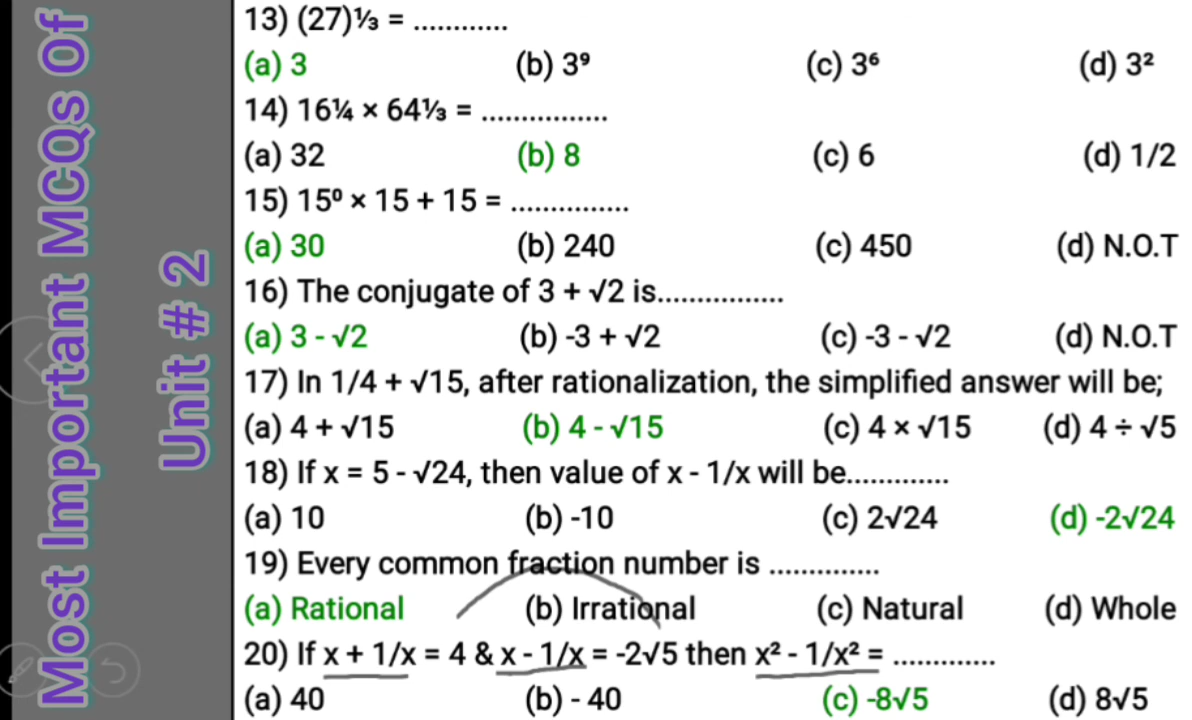 Most Important MCQs Of
Unit # 2
13) (27)⅓ = ............
(a) 3 (b) 3⁹ (c) 3⁶ (d) 3²
14) 16¼ × 64⅓ = ................
(a) 32 (b) 8 (c) 6 (d) 1/2
15) 15⁰ × 15 + 15 = ...............
(a) 30 (b) 240 (c) 450 (d) N.O.T
16) The conjugate of 3 + √2 is................
(a) 3 - √2 (b) -3 + √2 (c) -3 - √2 (d) N.O.T
17) In 1/4 + √15, after rationalization, the simplified answer will be;
(a) 4 + √15 (b) 4 - √15 (c) 4 × √15 (d) 4 ÷ √5
18) If x = 5 - √24, then value of x - 1/x will be.............
(a) 10 (b) -10 (c) 2√24 (d) -2√24
19) Every common fraction number is ..............
(a) Rational (b) Irrational (c) Natural (d) Whole
20) If x + 1/x = 4 & x - 1/x = -2√5 then x² - 1/x² = .............
(a) 40 (b) - 40 (c) -8√5 (d) 8√5